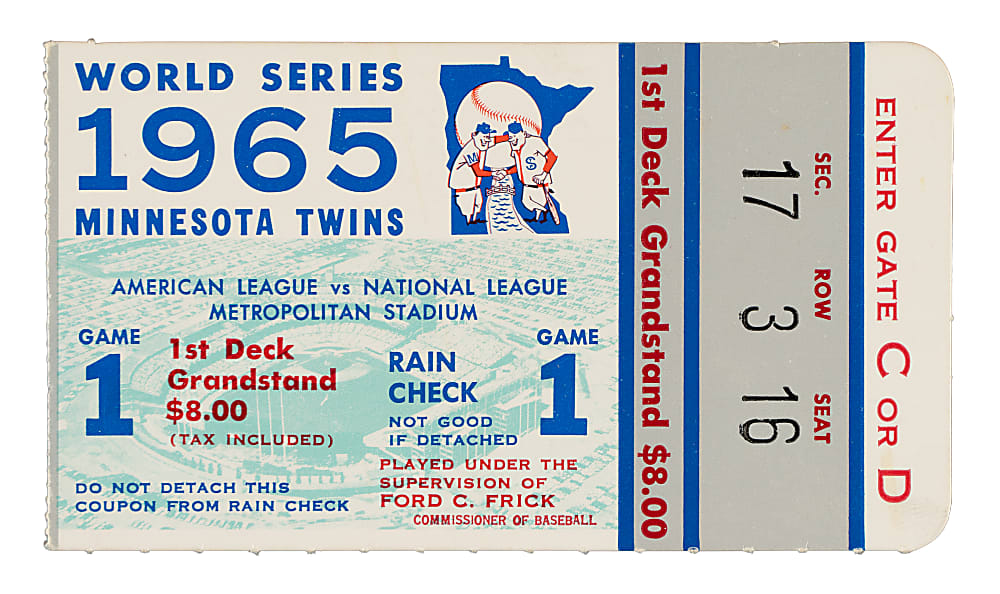 WORLD SERIES
1965
MINNESOTA TWINS
M
S
AMERICAN LEAGUE vs NATIONAL LEAGUE
METROPOLITAN STADIUM
GAME
1
1st Deck
Grandstand
$8.00
(TAX INCLUDED)
RAIN
CHECK
NOT GOOD
IF DETACHED
GAME
1
DO NOT DETACH THIS
COUPON FROM RAIN CHECK
PLAYED UNDER THE
SUPERVISION OF
FORD C. FRICK
COMMISSIONER OF BASEBALL
1st Deck Grandstand $8.00
SEC. ROW SEAT
17 3 16
ENTER GATE C OR D